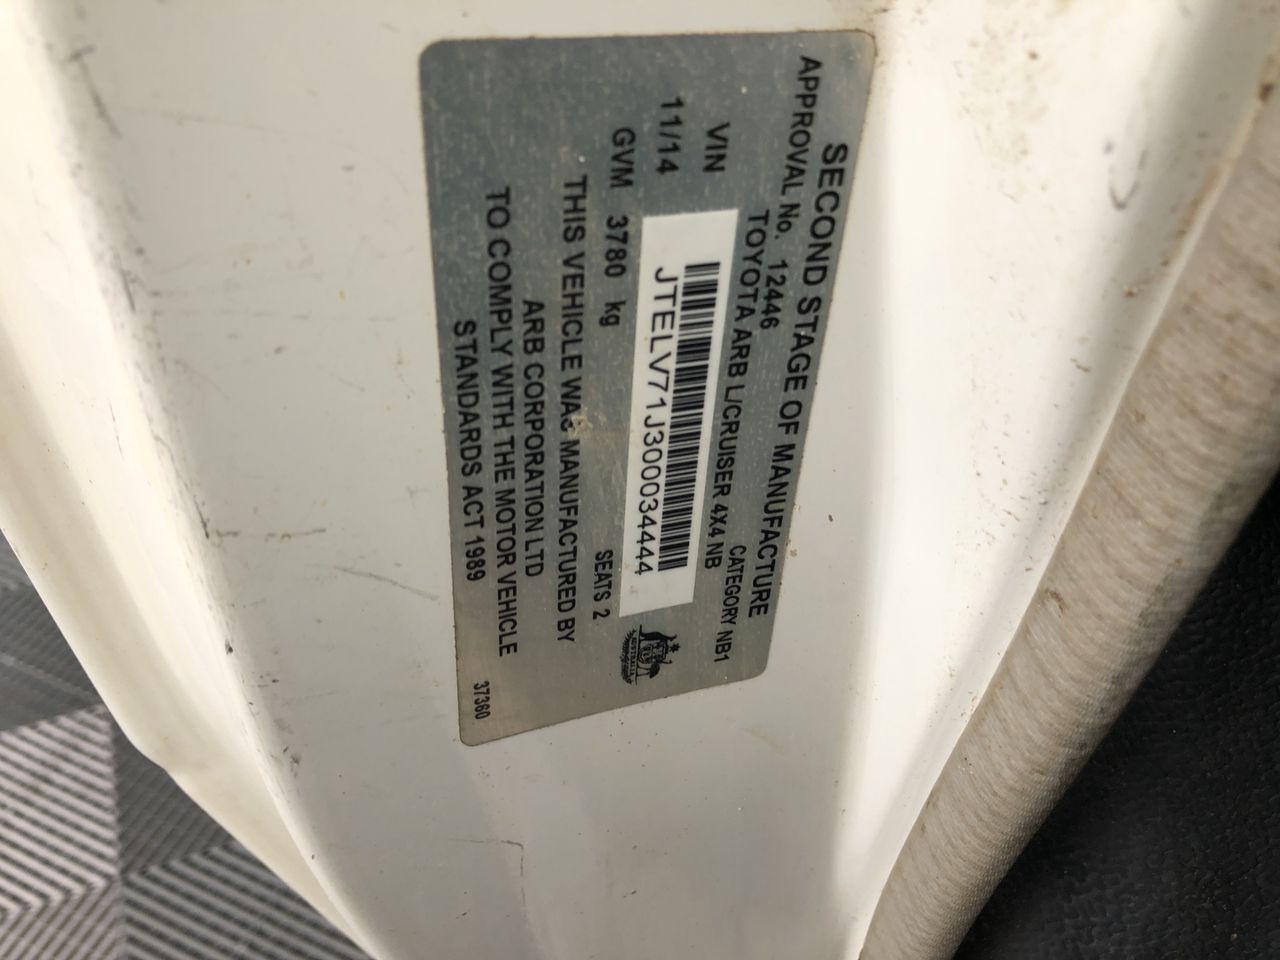 SECOND STAGE OF MANUFACTURE
APPROVAL No. 12446 CATEGORY NB1
TOYOTA ARB L/CRUISER 4X4 NB
VIN
11/14 JTELV71J300034444
AUSTRALIA
GVM 3780 kg SEATS 2
THIS VEHICLE WAS MANUFACTURED BY
ARB CORPORATION LTD
TO COMPLY WITH THE MOTOR VEHICLE
STANDARDS ACT 1989 37360